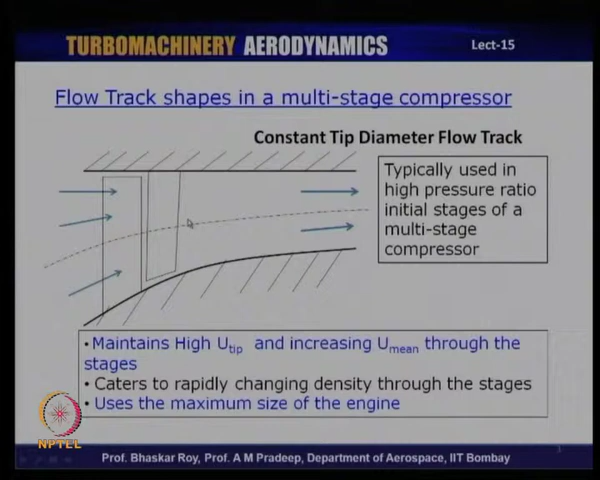 TURBOMACHINERY AERODYNAMICS
Lect-15
Flow Track shapes in a multi-stage compressor
Constant Tip Diameter Flow Track
Typically used in
high pressure ratio
initial stages of a
multi-stage
compressor
• Maintains High Utip and increasing Umean through the
stages
• Caters to rapidly changing density through the stages
• Uses the maximum size of the engine
NPTEL
Prof. Bhaskar Roy, Prof. A M Pradeep, Department of Aerospace, IIT Bombay
1